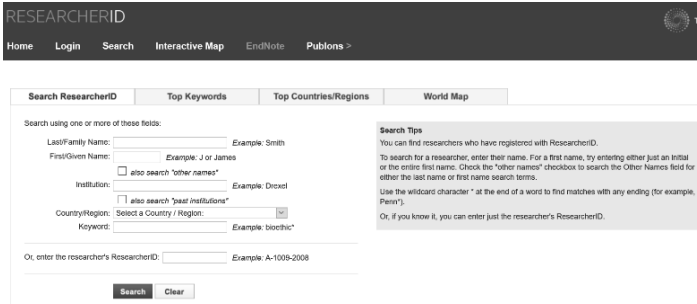 RESEARCHERID
Home Login Search Interactive Map EndNote Publons >
Search ResearcherID Top Keywords Top Countries/Regions World Map
Search using one or more of these fields:
Last/Family Name: Example: Smith
First/Given Name: Example: J or James
also search "other names"
Institution: Example: Drexel
also search "past institutions"
Country/Region: Select a Country / Region:
Keyword: Example: bioethic*
Or, enter the researcher's ResearcherID: Example: A-1009-2008
Search Clear
Search Tips
You can find researchers who have registered with ResearcherID.
To search for a researcher, enter their name. For a first name, try entering either just an initial
or the entire first name. Check the "other names" checkbox to search the Other Names field for
either the last name or first name search terms.
Use the wildcard character * at the end of a word to find matches with any ending (for example,
Penn*).
Or, if you know it, you can enter just the researcher's ResearcherID.